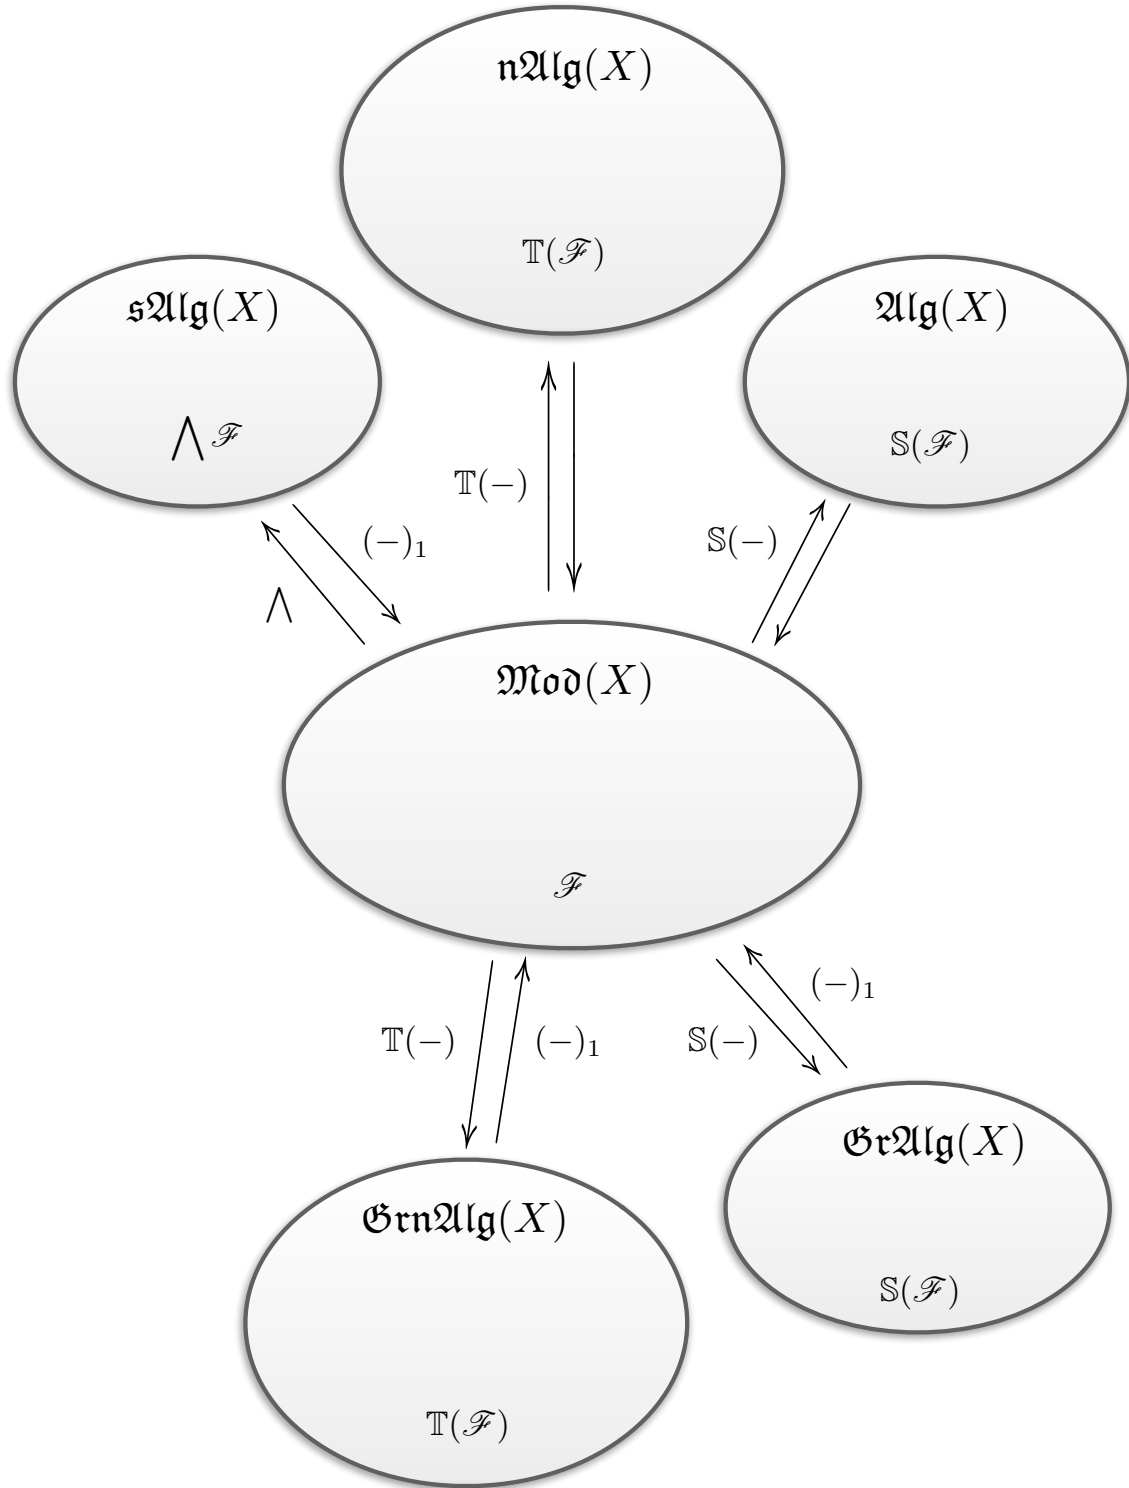 𝔫𝔄𝔩𝔤(X)
𝕋(ℱ)
𝔰𝔄𝔩𝔤(X)
⋀ ℱ
𝔄𝔩𝔤(X)
𝕊(ℱ)
𝕋(−)
(−)₁
⋀
𝕊(−)
𝔐𝔬𝔡(X)
ℱ
𝕋(−)
(−)₁
𝕊(−)
(−)₁
𝔊𝔯𝔫𝔄𝔩𝔤(X)
𝕋(ℱ)
𝔊𝔯𝔄𝔩𝔤(X)
𝕊(ℱ)